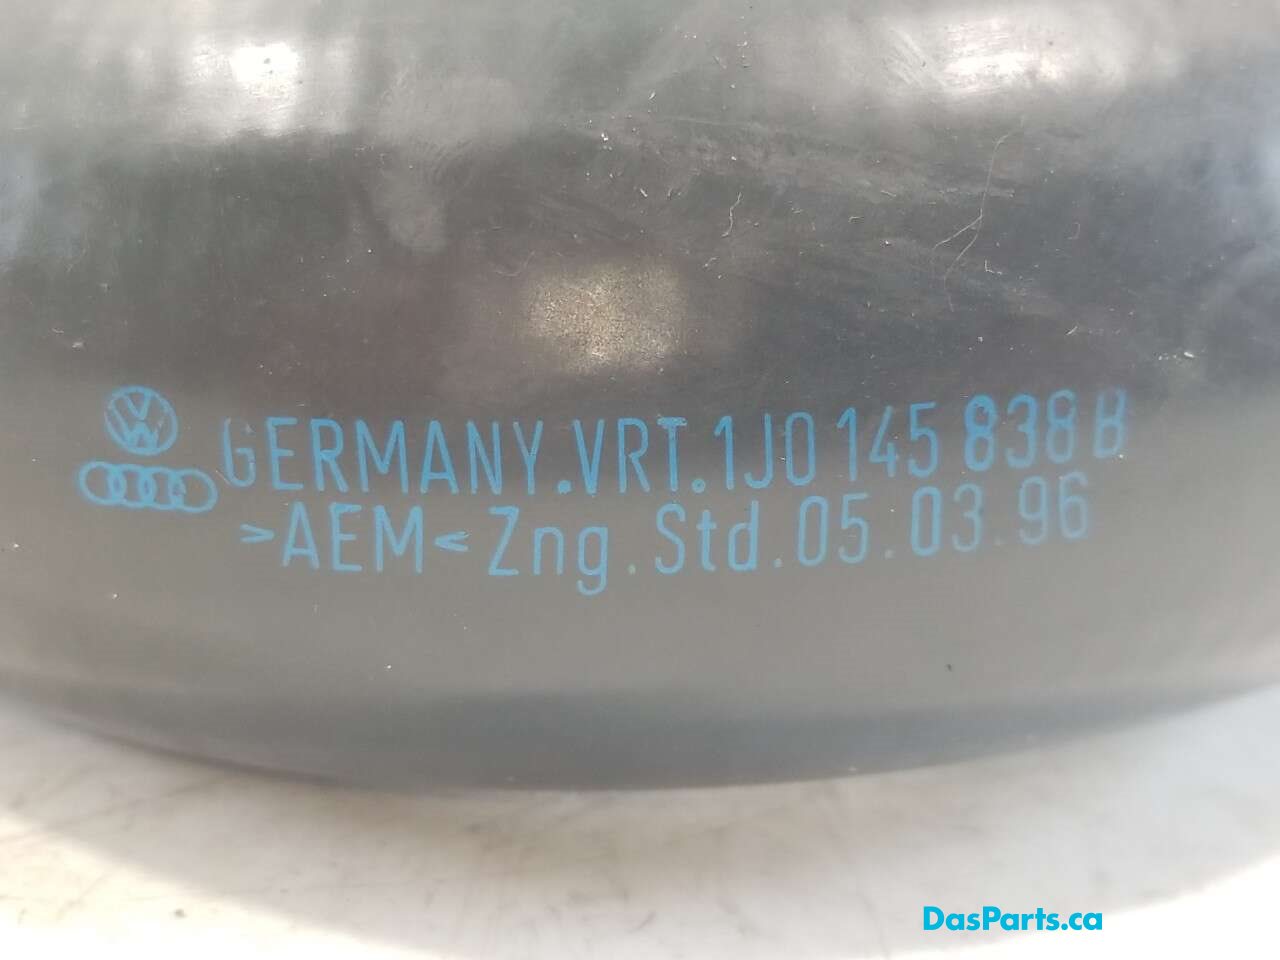 GERMANY.VRT.1J0 145 838 B
>AEM< Zng.Std.05.03.96
DasParts.ca